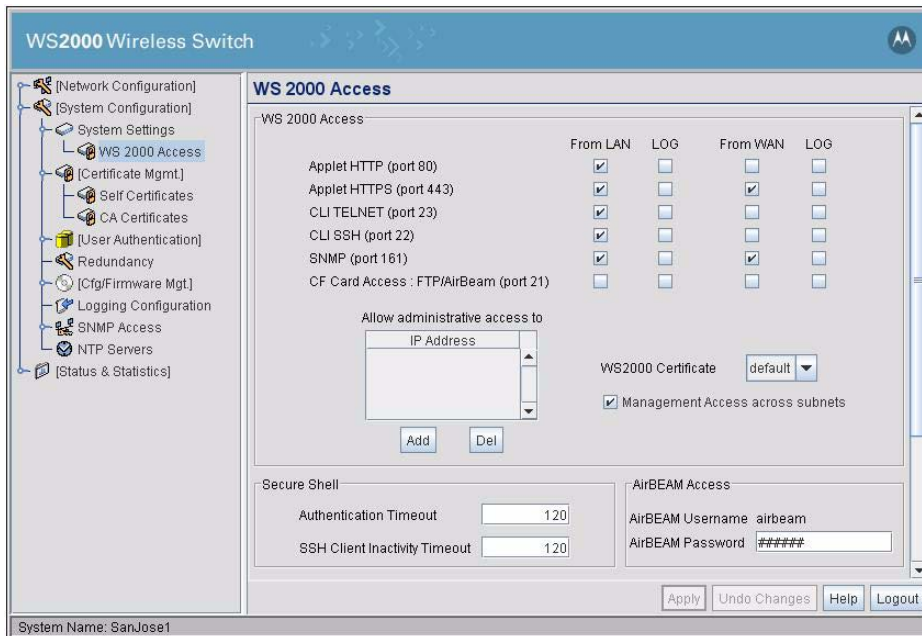 WS2000 Wireless Switch
[Network Configuration]
[System Configuration]
System Settings
WS 2000 Access
[Certificate Mgmt.]
Self Certificates
CA Certificates
[User Authentication]
Redundancy
[Cfg/Firmware Mgt.]
Logging Configuration
SNMP Access
NTP Servers
[Status & Statistics]
WS 2000 Access
WS 2000 Access
From LAN LOG From WAN LOG
Applet HTTP (port 80)
Applet HTTPS (port 443)
CLI TELNET (port 23)
CLI SSH (port 22)
SNMP (port 161)
CF Card Access : FTP/AirBeam (port 21)
Allow administrative access to
IP Address
WS2000 Certificate default
Management Access across subnets
Add Del
Secure Shell
Authentication Timeout 120
SSH Client Inactivity Timeout 120
AirBEAM Access
AirBEAM Username airbeam
AirBEAM Password ######
Apply Undo Changes Help Logout
System Name: SanJose1